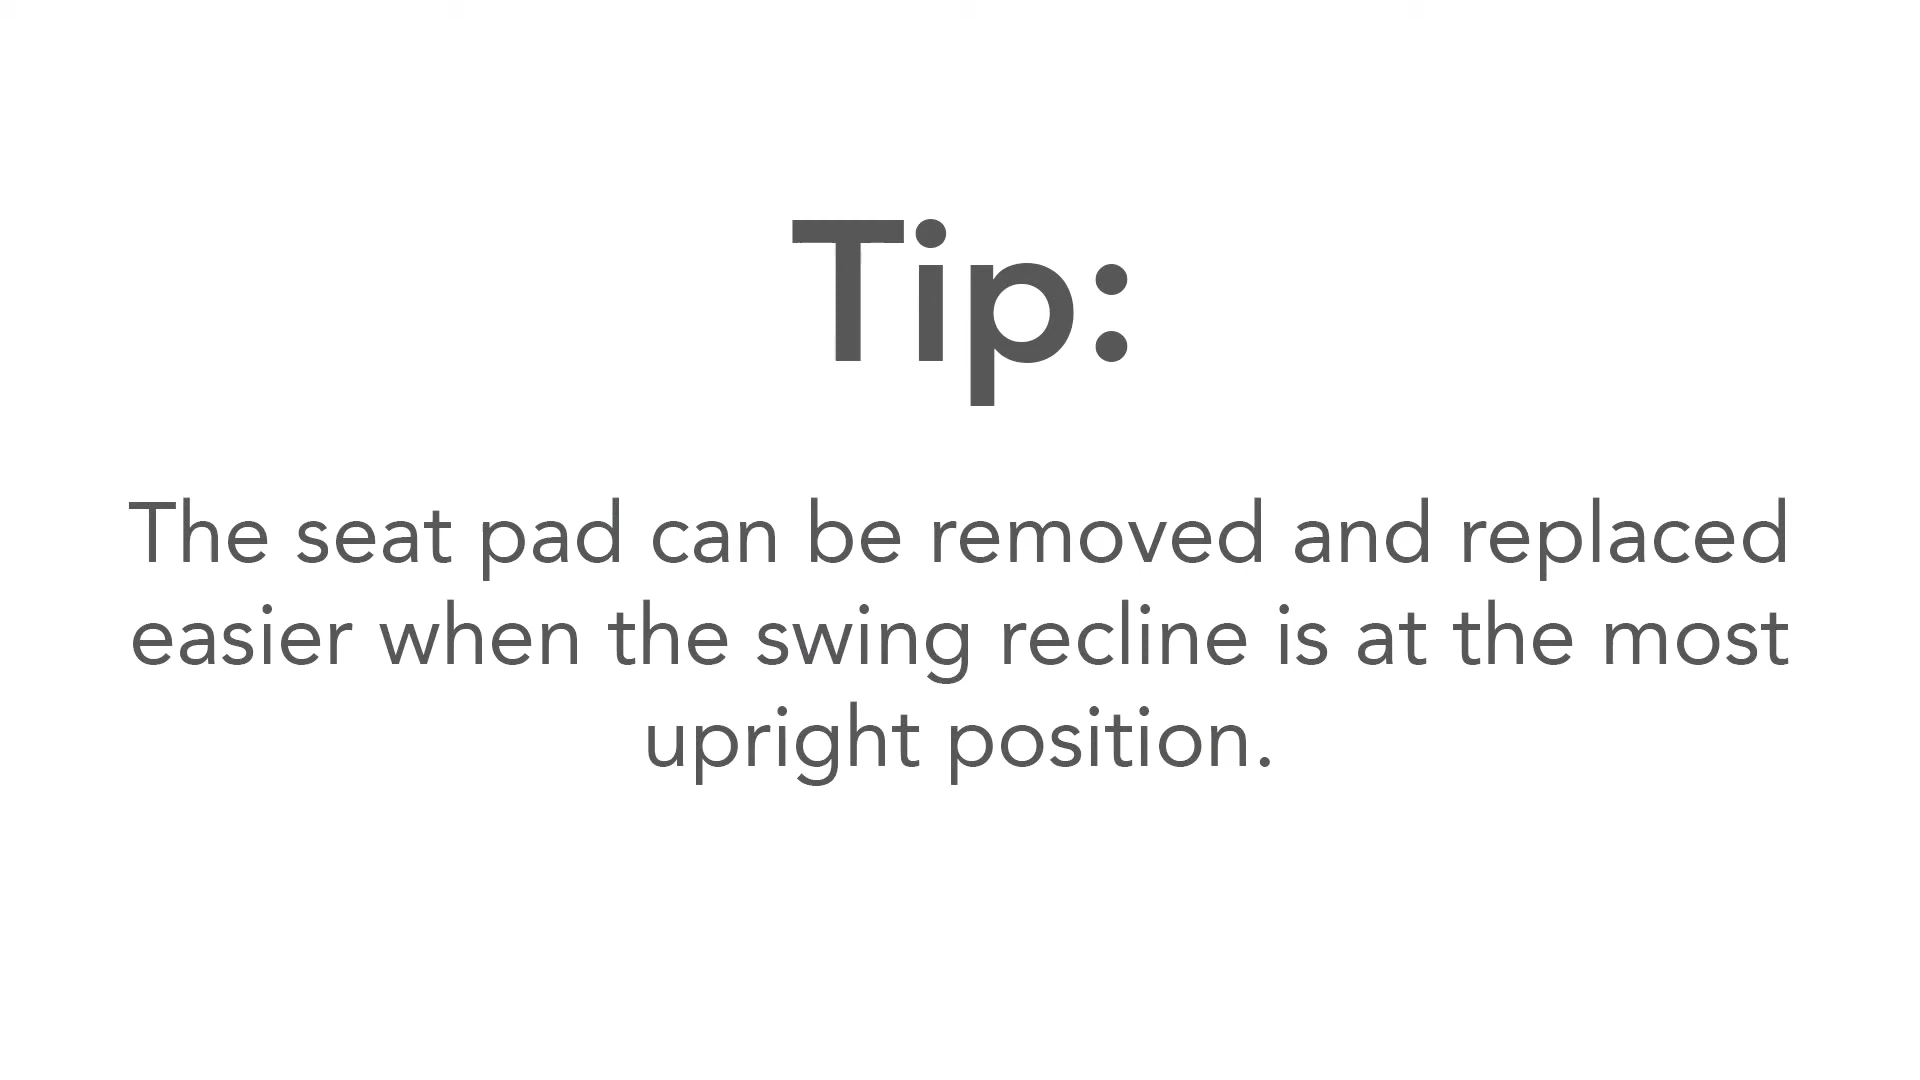 Tip:
The seat pad can be removed and replaced
easier when the swing recline is at the most
upright position.